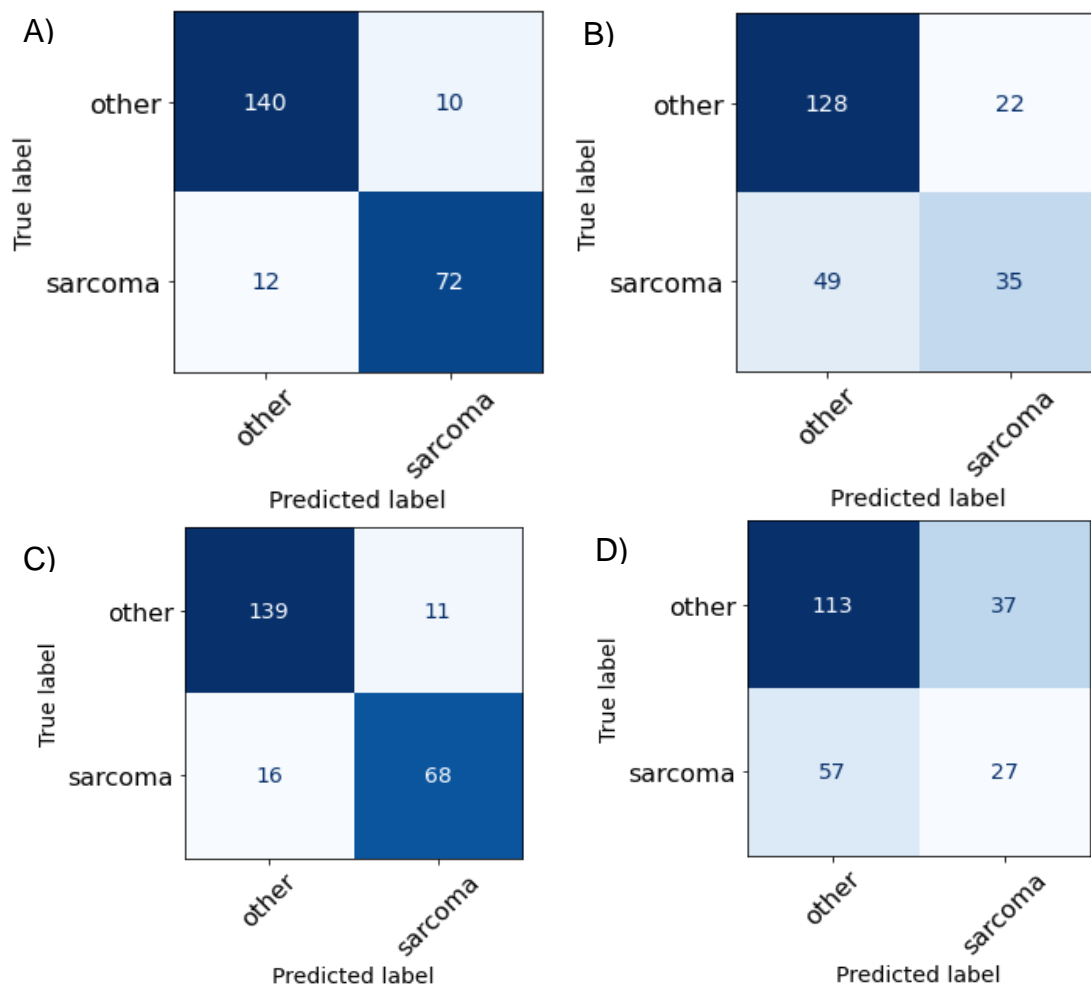 A)
other
140
10
True label
sarcoma
12
72
other
sarcoma
Predicted label
B)
other
128
22
True label
sarcoma
49
35
other
sarcoma
Predicted label
C)
other
139
11
True label
sarcoma
16
68
other
sarcoma
Predicted label
D)
other
113
37
True label
sarcoma
57
27
other
sarcoma
Predicted label